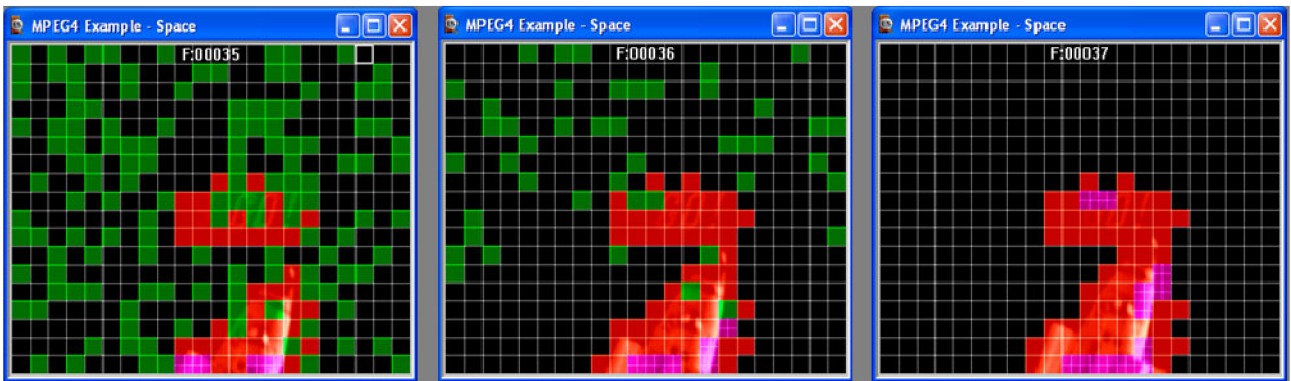 MPEG4 Example - Space
F:00035
MPEG4 Example - Space
F:00036
MPEG4 Example - Space
F:00037